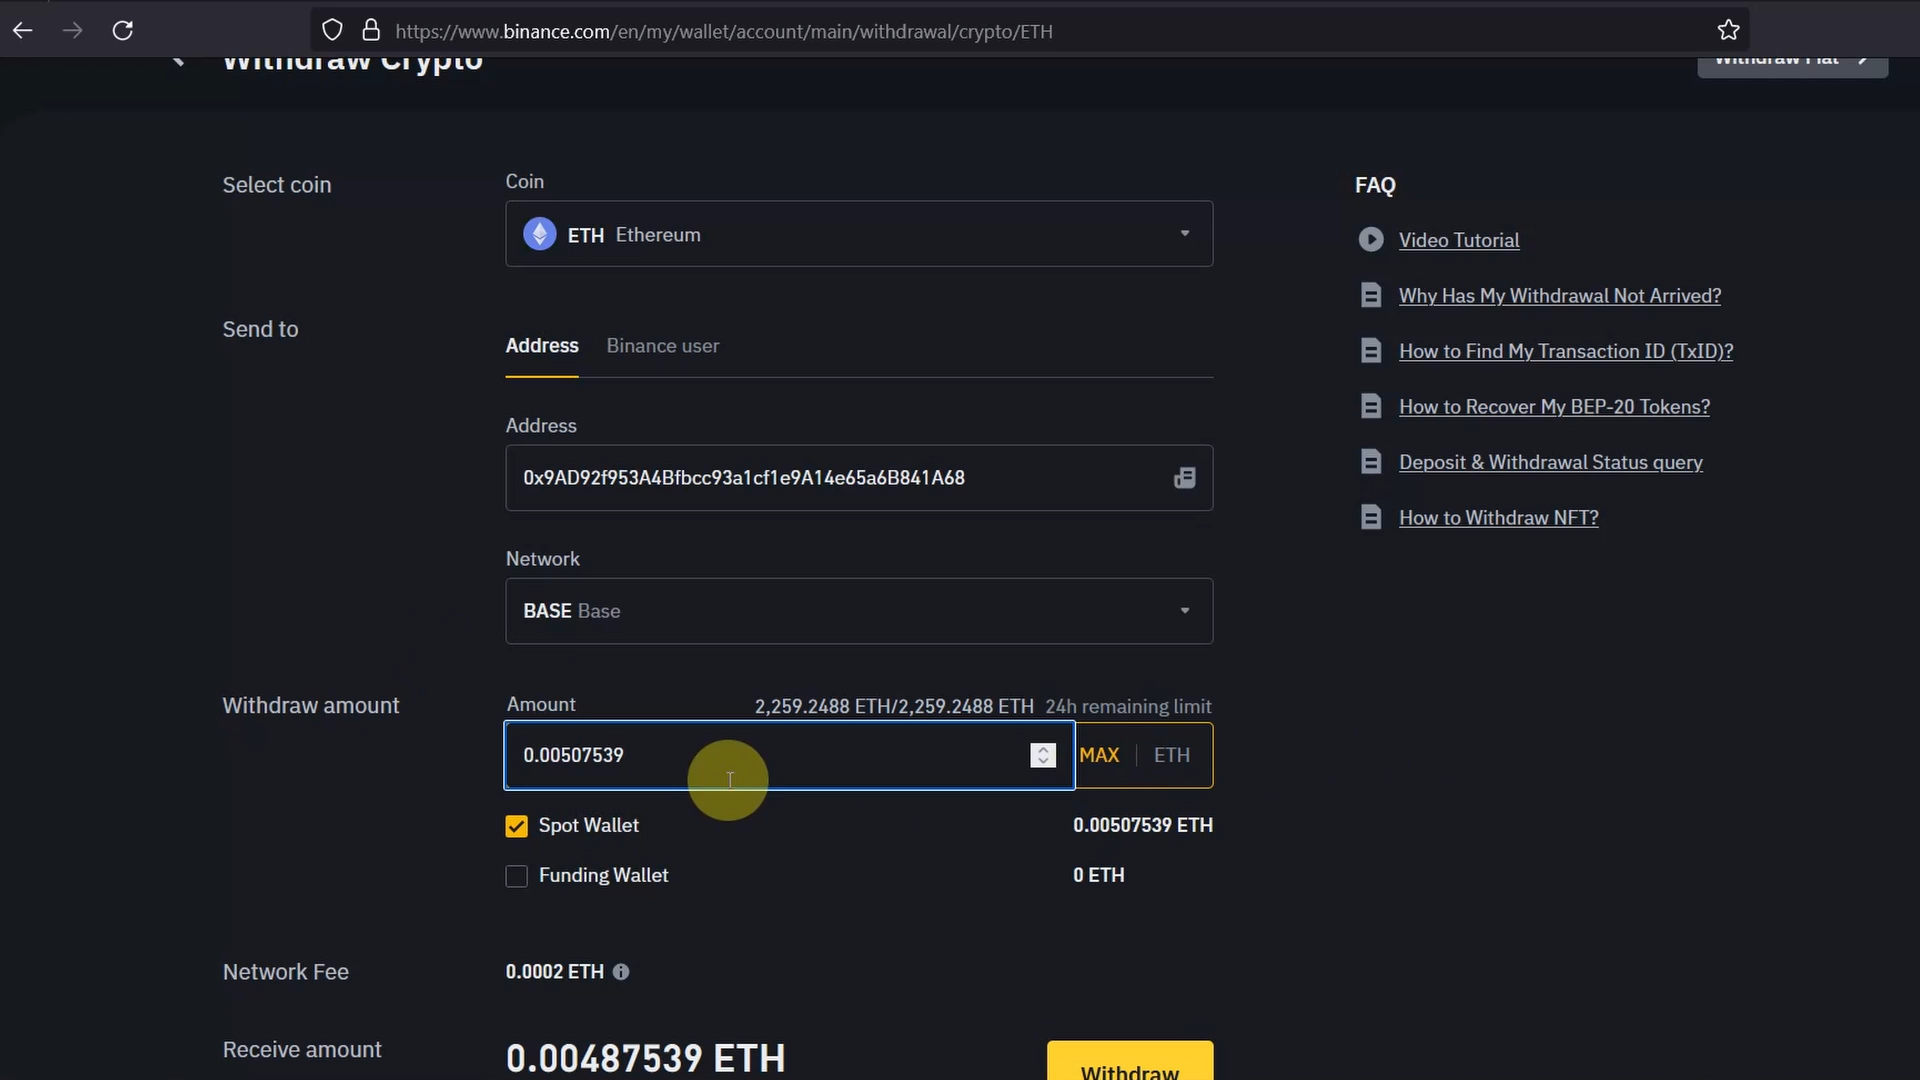 https://www.binance.com/en/my/wallet/account/main/withdrawal/crypto/ETH
Withdraw Crypto
Withdraw Fiat
Select coin
Coin
ETH Ethereum
Send to
Address Binance user
Address
0x9AD92f953A4Bfbcc93a1cf1e9A14e65a6B841A68
Network
BASE Base
Withdraw amount
Amount 2,259.2488 ETH/2,259.2488 ETH 24h remaining limit
0.00507539 MAX ETH
Spot Wallet 0.00507539 ETH
Funding Wallet 0 ETH
Network Fee 0.0002 ETH
Receive amount 0.00487539 ETH
Withdraw
FAQ
Video Tutorial
Why Has My Withdrawal Not Arrived?
How to Find My Transaction ID (TxID)?
How to Recover My BEP-20 Tokens?
Deposit & Withdrawal Status query
How to Withdraw NFT?